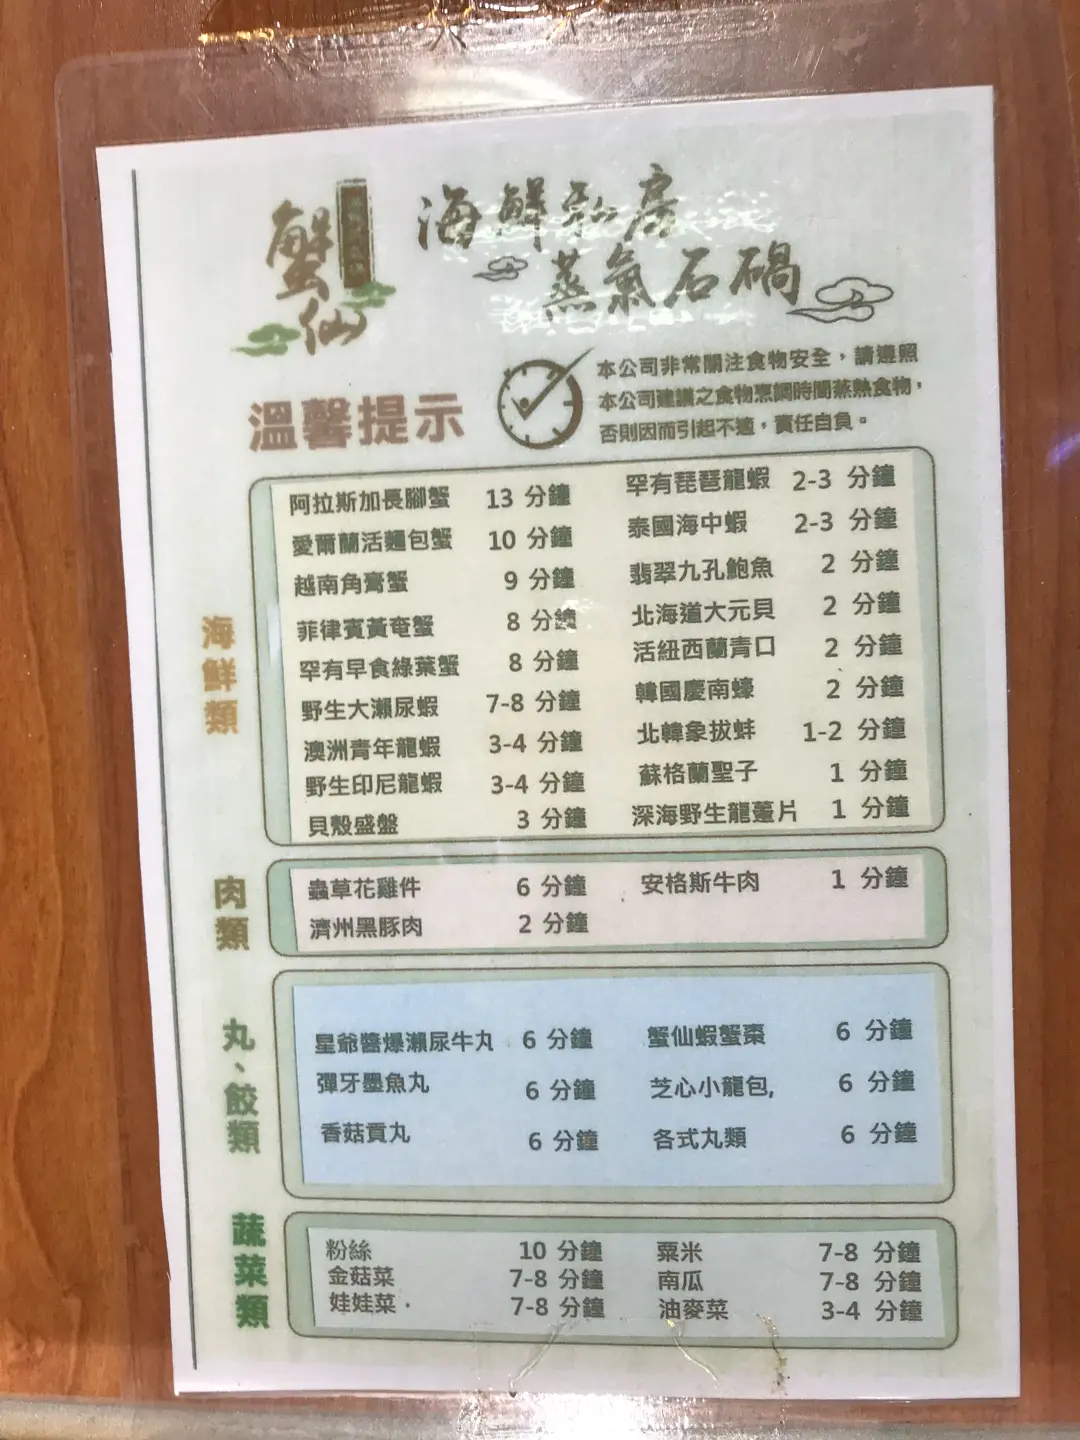 蟹仙
海鮮私房
蒸氣石鍋
溫馨提示
本公司非常關注食物安全，請遵照
本公司建議之食物烹調時間蒸熟食物，
否則因而引起不適，責任自負。
海鮮類
阿拉斯加長腳蟹 13 分鐘
愛爾蘭活麵包蟹 10 分鐘
越南角膏蟹 9 分鐘
菲律賓黃奄蟹 8 分鐘
罕有早食綠葉蟹 8 分鐘
野生大瀨尿蝦 7-8 分鐘
澳洲青年龍蝦 3-4 分鐘
野生印尼龍蝦 3-4 分鐘
貝殼盛盤 3 分鐘
罕有琵琶龍蝦 2-3 分鐘
泰國海中蝦 2-3 分鐘
翡翠九孔鮑魚 2 分鐘
北海道大元貝 2 分鐘
活紐西蘭青口 2 分鐘
韓國慶南蠔 2 分鐘
北韓象拔蚌 1-2 分鐘
蘇格蘭聖子 1 分鐘
深海野生龍躉片 1 分鐘
肉類
蟲草花雞件 6 分鐘
濟州黑豚肉 2 分鐘
安格斯牛肉 1 分鐘
丸、餃類
星爺醬爆瀨尿牛丸 6 分鐘
彈牙墨魚丸 6 分鐘
香菇貢丸 6 分鐘
蟹仙蝦蟹棗 6 分鐘
芝心小龍包, 6 分鐘
各式丸類 6 分鐘
蔬菜類
粉絲 10 分鐘
金菇菜 7-8 分鐘
娃娃菜. 7-8 分鐘
粟米 7-8 分鐘
南瓜 7-8 分鐘
油麥菜 3-4 分鐘